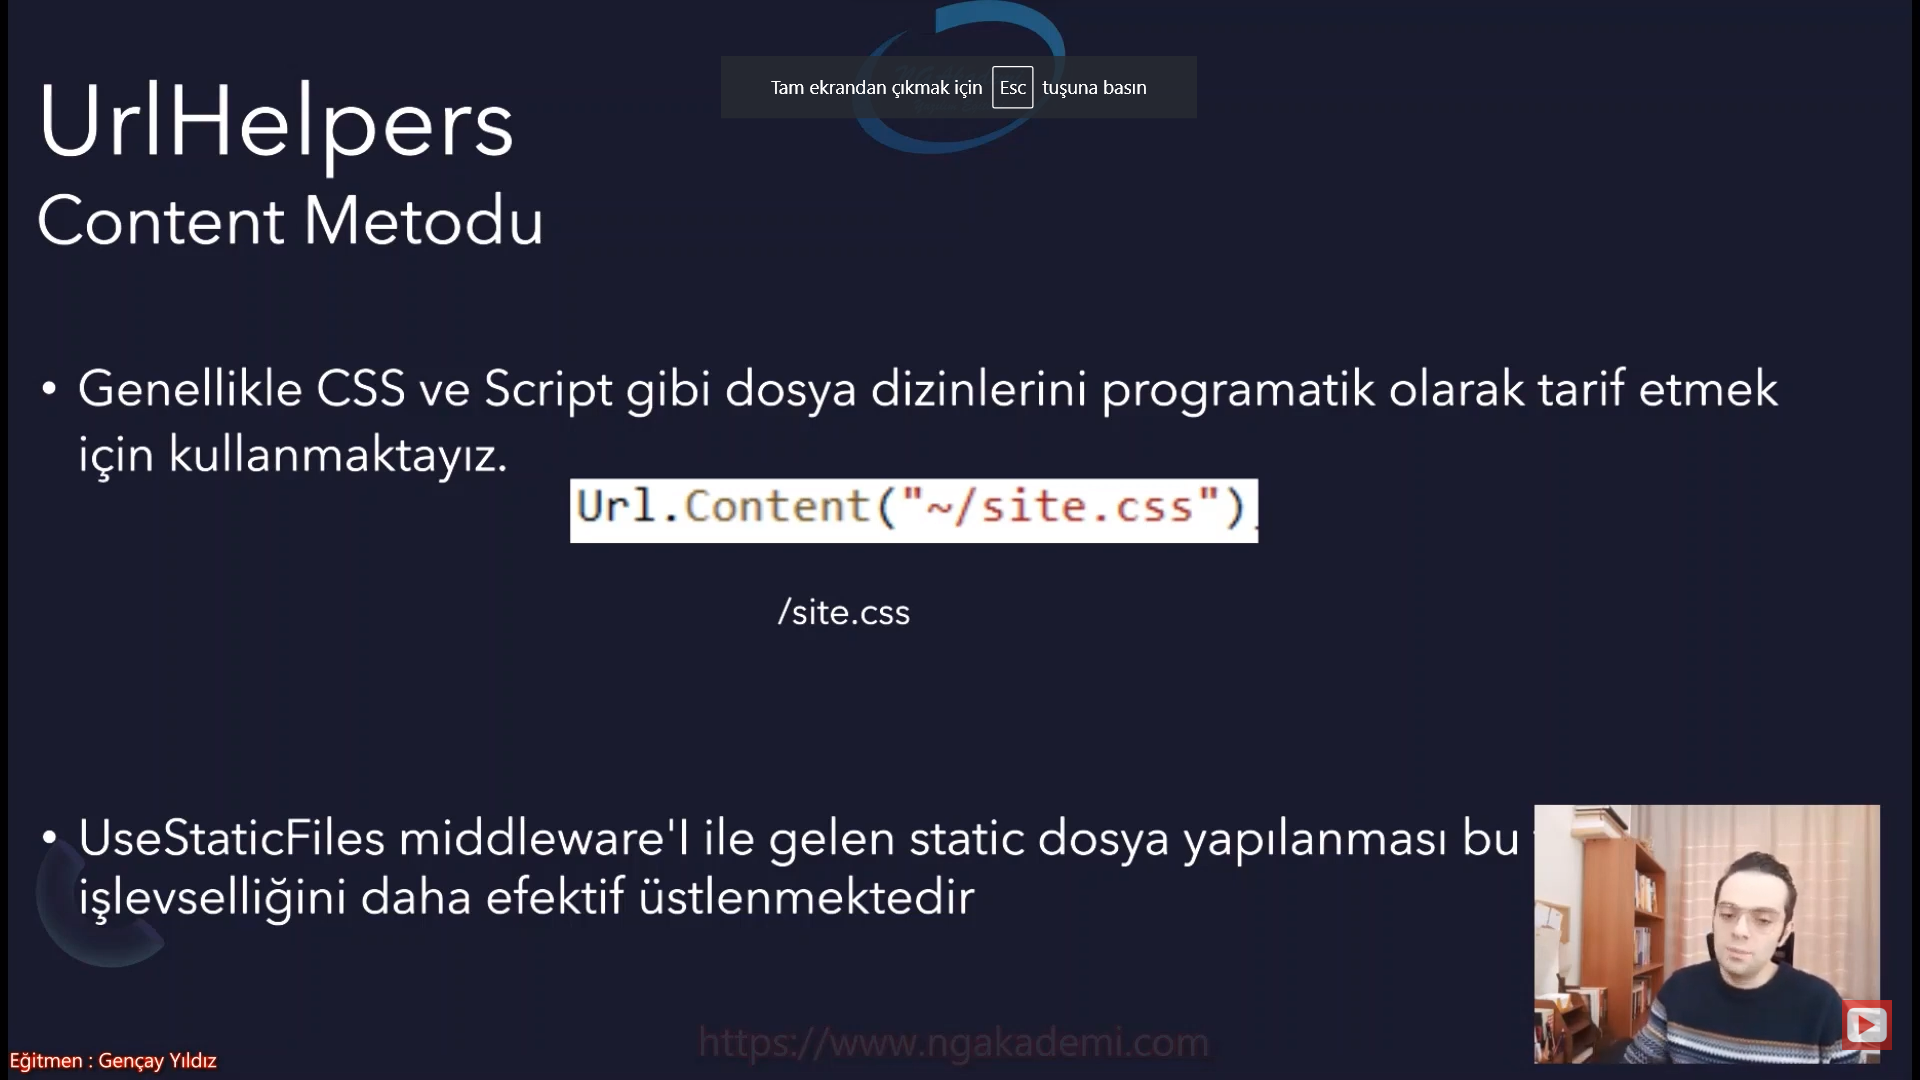 Tam ekrandan çıkmak için Esc tuşuna basın
UrlHelpers
Content Metodu
• Genellikle CSS ve Script gibi dosya dizinlerini programatik olarak tarif etmek
için kullanmaktayız.
Url.Content("~/site.css")
/site.css
• UseStaticFiles middleware'I ile gelen static dosya yapılanması bu
işlevselliğini daha efektif üstlenmektedir
https://www.ngakademi.com
Eğitmen : Gençay Yıldız